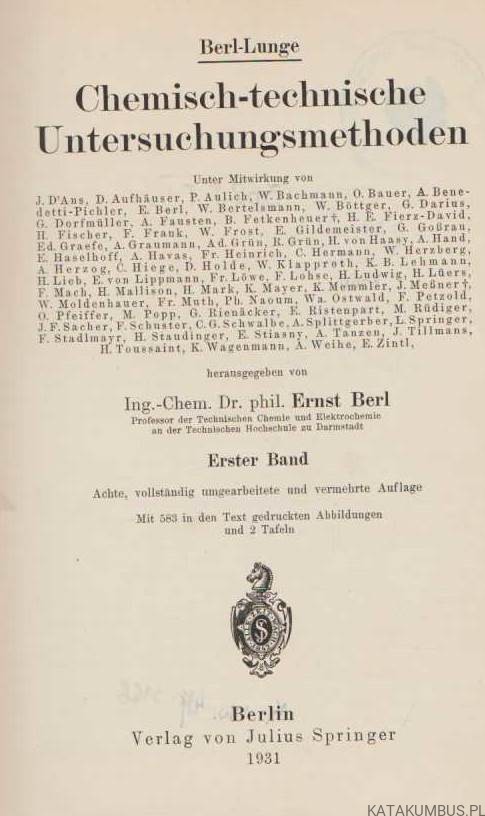 Berl-Lunge
Chemisch-technische
Untersuchungsmethoden
Unter Mitwirkung von
J. D'Ans, D. Aufhäuser, P. Aulich, W. Bachmann, O. Bauer, A. Bene-
detti-Pichler, E. Berl, W. Bertelsmann, W. Böttger, G. Darius,
G. Dorfmüller, A. Fausten, B. Fetkenheuer†, H. E. Fierz-David,
H. Fischer, F. Frank, W. Frost, E. Gildemeister, G. Goßrau,
Ed. Graefe, A. Graumann, Ad. Grün, R. Grün, H. von Haasy, A. Hand,
E. Haselhoff, A. Havas, Fr. Heinrich, C. Hermann, W. Herzberg,
A. Herzog, C. Hiege, D. Holde, W. Klapproth, K. B. Lehmann,
H. Lieb, E. von Lippmann, Fr. Löwe, F. Lohse, H. Ludwig, H. Lüers,
F. Mach, H. Mallison, H. Mark, K. Mayer, K. Memmler, J. Meßner†,
W. Moldenhauer, Fr. Muth, Ph. Naoum, Wa. Ostwald, F. Petzold,
O. Pfeiffer, M. Popp, G. Rienäcker, E. Ristenpart, M. Rüdiger,
J. F. Sacher, F. Schuster, C. G. Schwalbe, A. Splittgerber, L. Springer,
F. Stadlmayr, H. Staudinger, E. Stiasny, A. Tanzen, J. Tillmans,
H. Toussaint, K. Wagenmann, A. Weihe, E. Zintl,
herausgegeben von
Ing.-Chem. Dr. phil. Ernst Berl
Professor der Technischen Chemie und Elektrochemie
an der Technischen Hochschule zu Darmstadt
Erster Band
Achte, vollständig umgearbeitete und vermehrte Auflage
Mit 583 in den Text gedruckten Abbildungen
und 2 Tafeln
Berlin
Verlag von Julius Springer
1931
KATAKUMBUS.PL